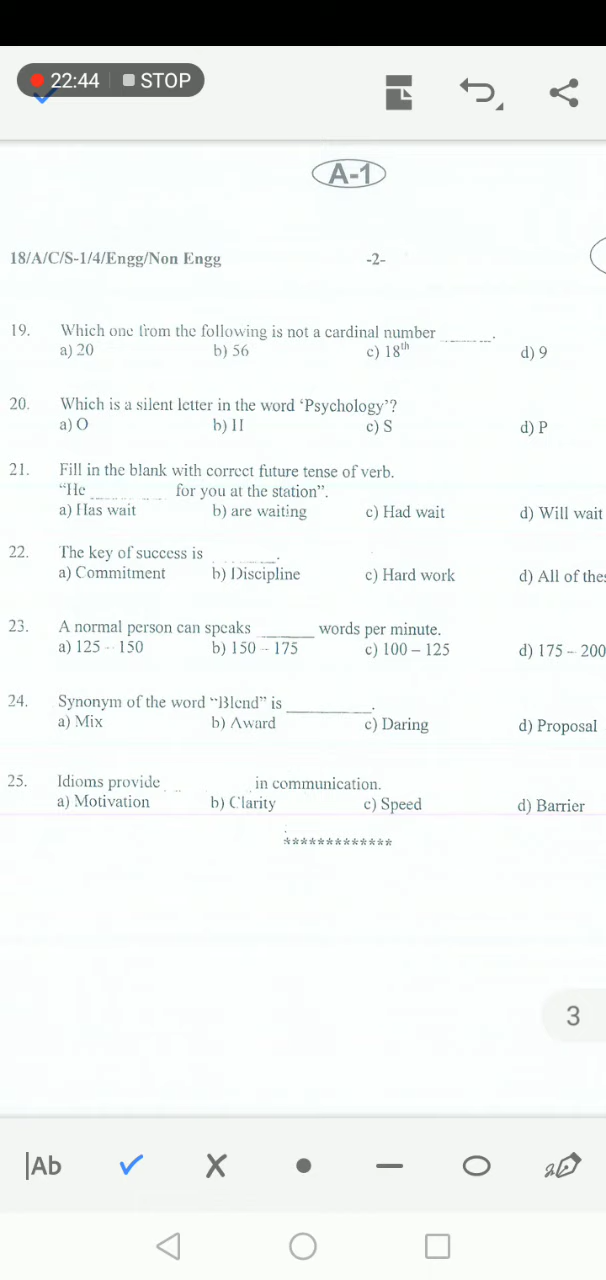 22:44 STOP
A-1
18/A/C/S-1/4/Engg/Non Engg -2-
19. Which one from the following is not a cardinal number ______.
a) 20 b) 56 c) 18th d) 9
20. Which is a silent letter in the word ‘Psychology’?
a) O b) H c) S d) P
21. Fill in the blank with correct future tense of verb.
“He ________ for you at the station”.
a) Has wait b) are waiting c) Had wait d) Will wait
22. The key of success is ______.
a) Commitment b) Discipline c) Hard work d) All of thes
23. A normal person can speaks ______ words per minute.
a) 125 – 150 b) 150 – 175 c) 100 – 125 d) 175 – 200
24. Synonym of the word “Blend” is _________.
a) Mix b) Award c) Daring d) Proposal
25. Idioms provide ________ in communication.
a) Motivation b) Clarity c) Speed d) Barrier
*************
3
Ab